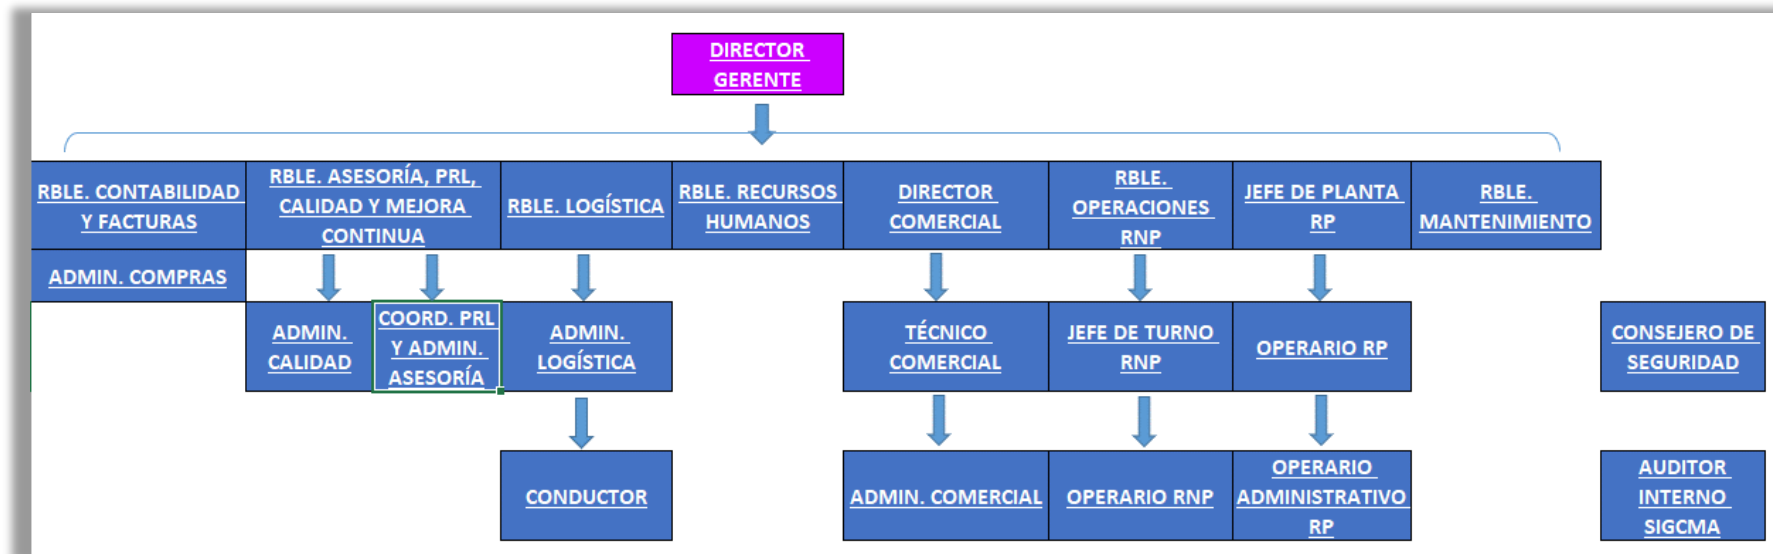 DIRECTOR
GERENTE
RBLE. CONTABILIDAD
Y FACTURAS
RBLE. ASESORÍA, PRL,
CALIDAD Y MEJORA
CONTINUA
RBLE. LOGÍSTICA
RBLE. RECURSOS
HUMANOS
DIRECTOR
COMERCIAL
RBLE.
OPERACIONES
RNP
JEFE DE PLANTA
RP
RBLE.
MANTENIMIENTO
ADMIN. COMPRAS
ADMIN.
CALIDAD
COORD. PRL
Y ADMIN.
ASESORÍA
ADMIN.
LOGÍSTICA
TÉCNICO
COMERCIAL
JEFE DE TURNO
RNP
OPERARIO RP
CONSEJERO DE
SEGURIDAD
CONDUCTOR
ADMIN. COMERCIAL
OPERARIO RNP
OPERARIO
ADMINISTRATIVO
RP
AUDITOR
INTERNO
SIGCMA